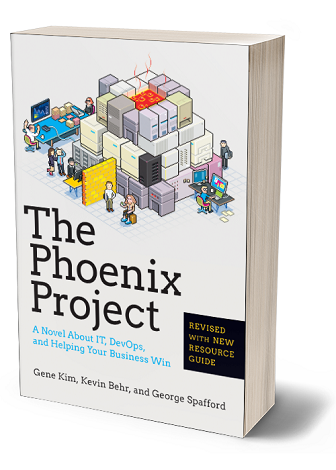 The
Phoenix
Project
A Novel About IT, DevOps,
and Helping Your Business Win
REVISED
WITH NEW
RESOURCE
GUIDE
Gene Kim, Kevin Behr, and George Spafford